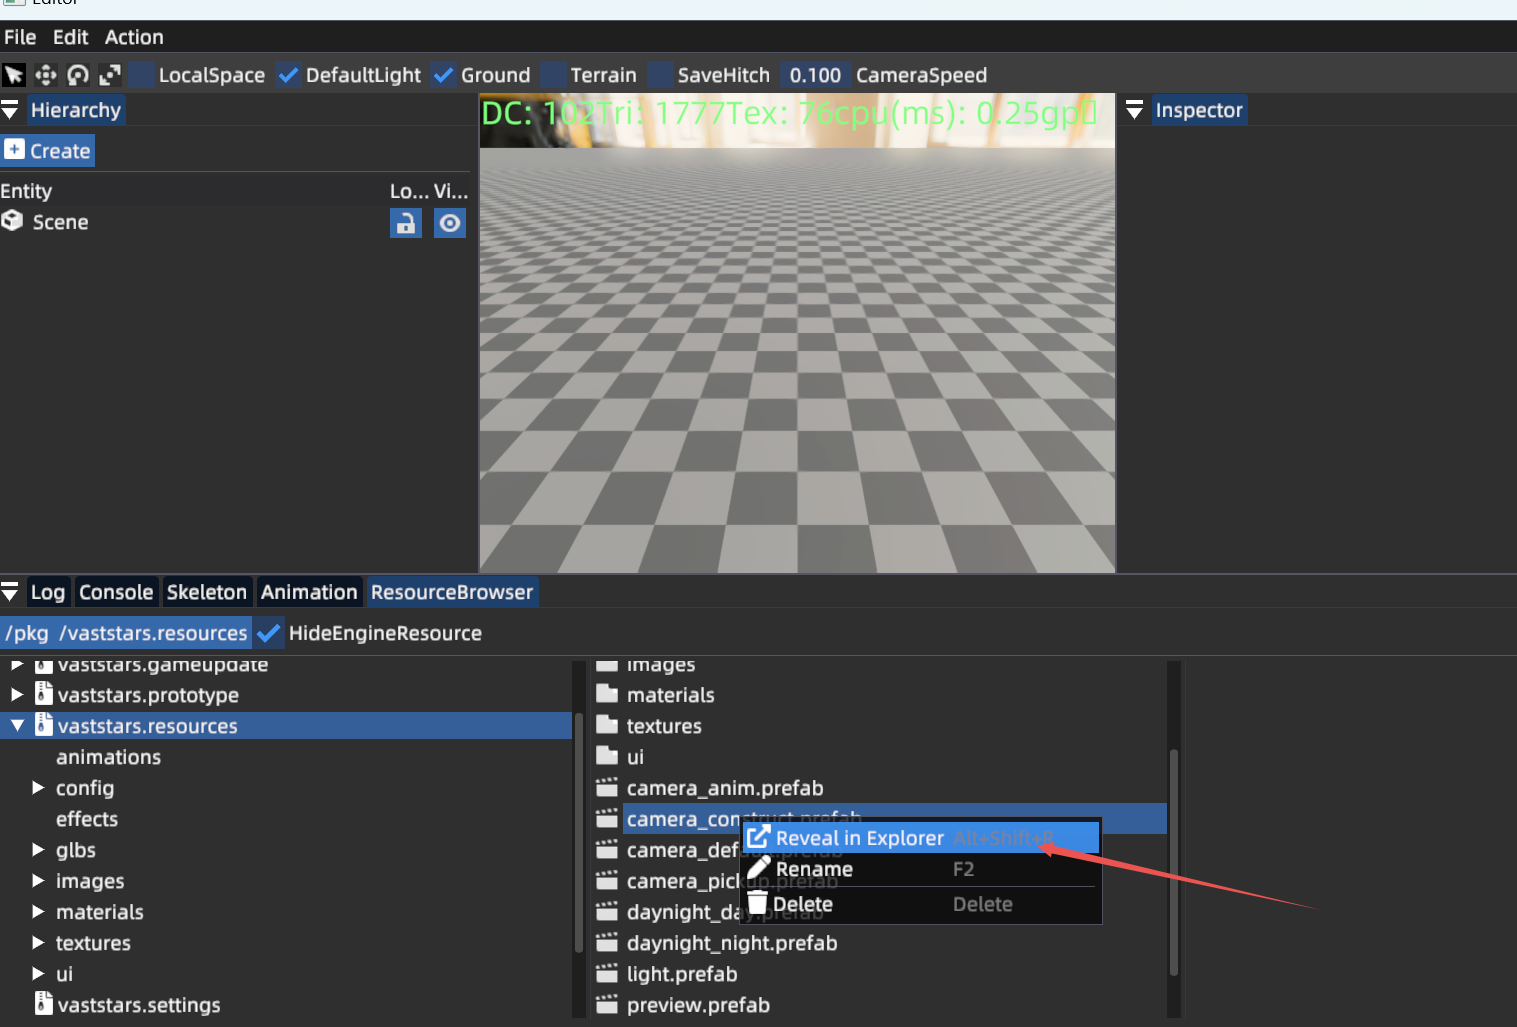 Editor
File Edit Action
LocalSpace DefaultLight Ground Terrain SaveHitch 0.100 CameraSpeed
Hierarchy
Create
Entity Lo... Vi...
Scene
DC: 102Tri: 1777Tex: 76cpu(ms): 0.25gp
Inspector
Log Console Skeleton Animation ResourceBrowser
/pkg /vaststars.resources HideEngineResource
vaststars.gameupdate
vaststars.prototype
vaststars.resources
animations
config
effects
glbs
images
materials
textures
ui
vaststars.settings
images
materials
textures
ui
camera_anim.prefab
camera_construct.prefab
camera_default.prefab
camera_pickup.prefab
daynight_day.prefab
daynight_night.prefab
light.prefab
preview.prefab
Reveal in Explorer Alt+Shift+R
Rename F2
Delete Delete